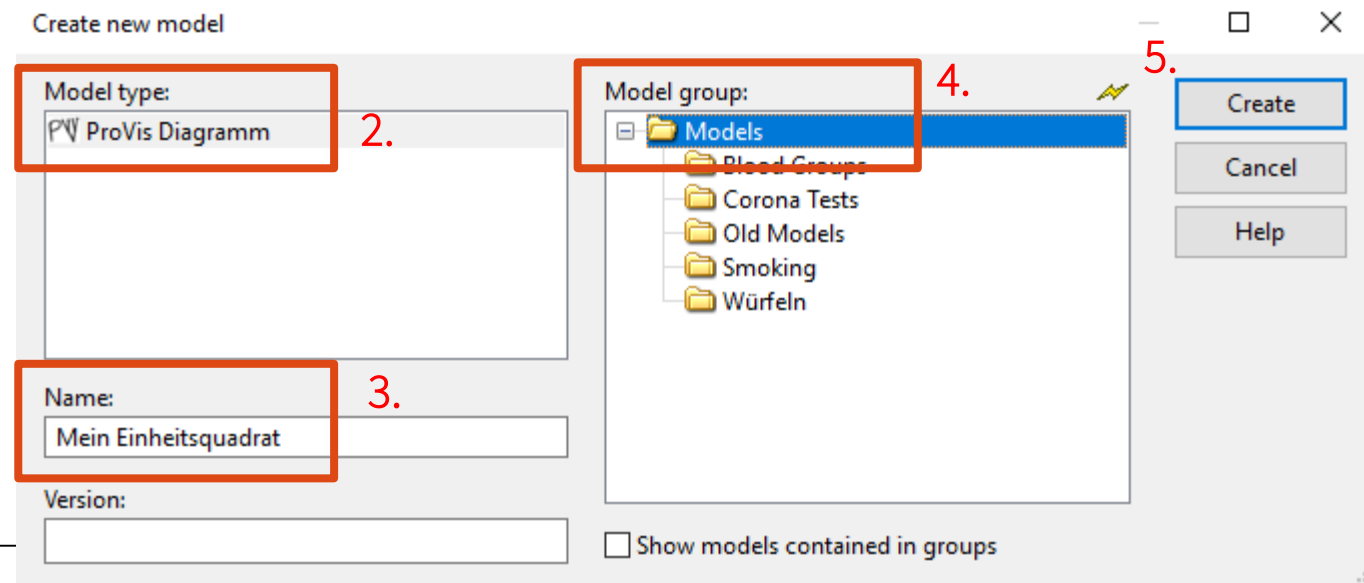 Create new model
5.
Model type:
ProVis Diagramm
2.
Name:
3.
Mein Einheitsquadrat
Version:
Model group:
4.
Models
Blood Groups
Corona Tests
Old Models
Smoking
Würfeln
Show models contained in groups
Create
Cancel
Help